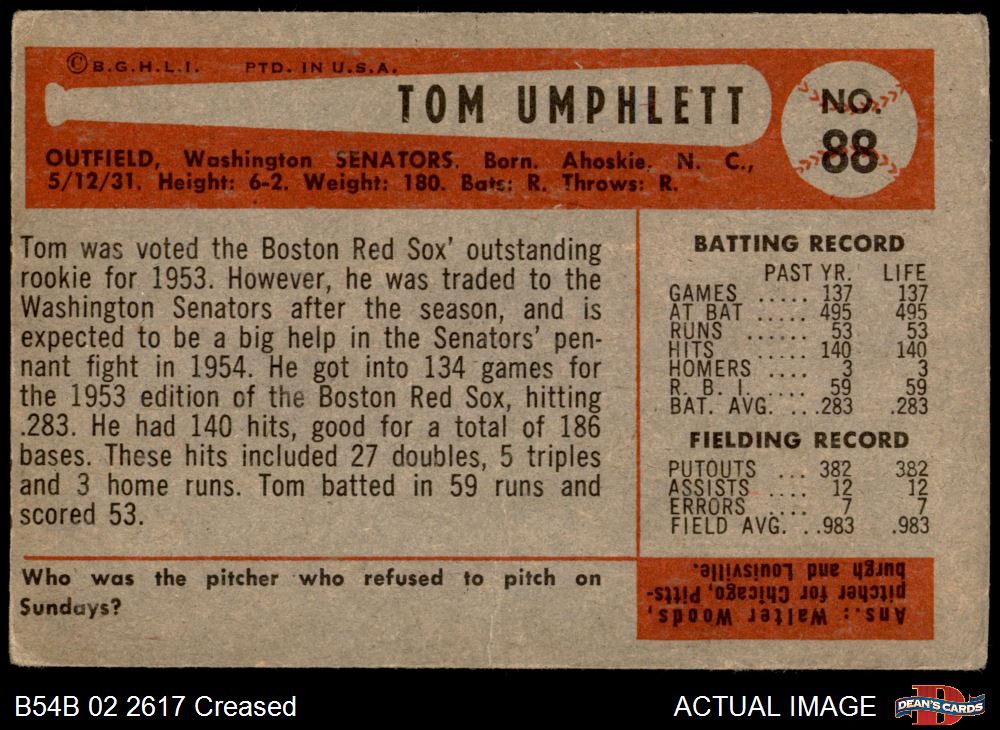 © B.G.H.L.I. PTD. IN U.S.A.
TOM UMPHLETT
NO.
88
OUTFIELD, Washington SENATORS. Born. Ahoskie, N. C.,
5/12/31. Height: 6-2. Weight: 180. Bats: R. Throws: R.
Tom was voted the Boston Red Sox' outstanding
rookie for 1953. However, he was traded to the
Washington Senators after the season, and is
expected to be a big help in the Senators' pen-
nant fight in 1954. He got into 134 games for
the 1953 edition of the Boston Red Sox, hitting
.283. He had 140 hits, good for a total of 186
bases. These hits included 27 doubles, 5 triples
and 3 home runs. Tom batted in 59 runs and
scored 53.
BATTING RECORD
PAST YR. LIFE
GAMES ..... 137 137
AT BAT ..... 495 495
RUNS ..... 53 53
HITS ..... 140 140
HOMERS .... 3 3
R. B. I. .... 59 59
BAT. AVG. ...283 .283
FIELDING RECORD
PUTOUTS ... 382 382
ASSISTS .... 12 12
ERRORS .... 7 7
FIELD AVG. ..983 .983
Who was the pitcher who refused to pitch on
Sundays?
Ans.: Walter Woods,
pitcher for Chicago, Pitts-
burgh and Louisville.
B54B 02 2617 Creased
ACTUAL IMAGE
D
DEAN'S CARDS